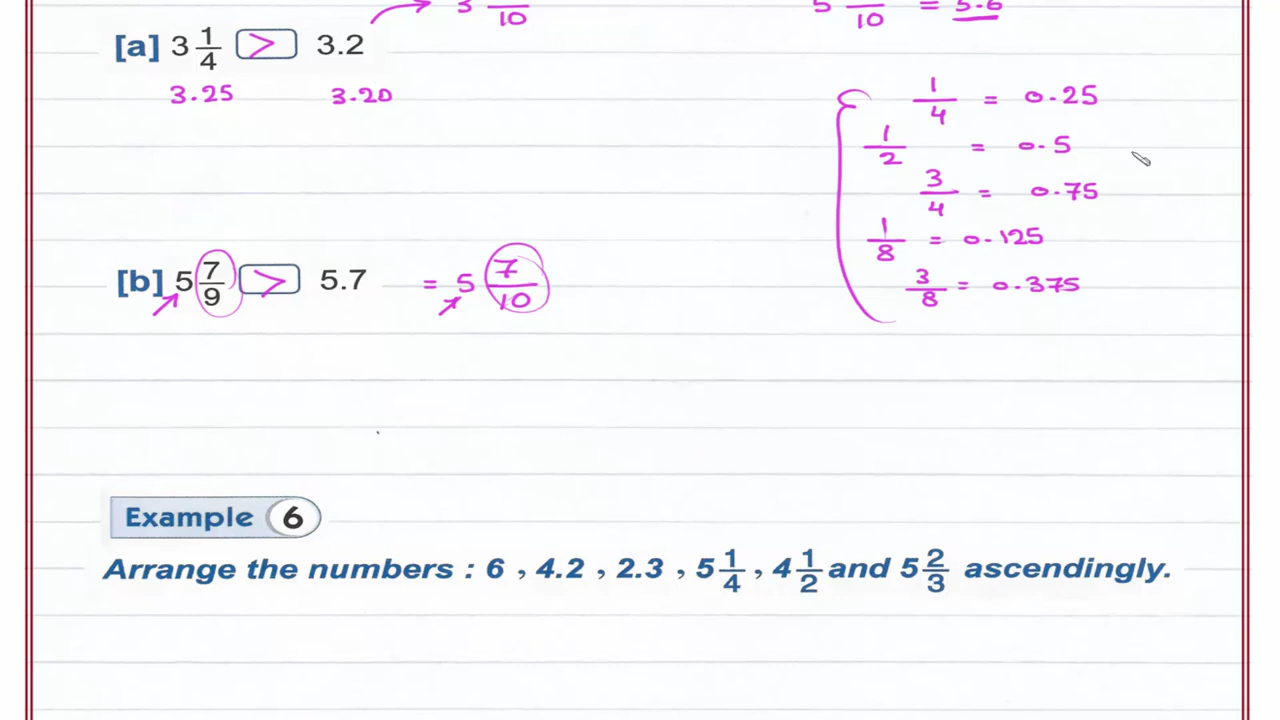 3 /10 5 /10 = 5.6
[a] 3 1/4 > 3.2
3.25 3.20
1/4 = 0.25
1/2 = 0.5
3/4 = 0.75
1/8 = 0.125
3/8 = 0.375
[b] 5 7/9 > 5.7 = 5 7/10
Example 6
Arrange the numbers : 6 , 4.2 , 2.3 , 5 1/4 , 4 1/2 and 5 2/3 ascendingly.